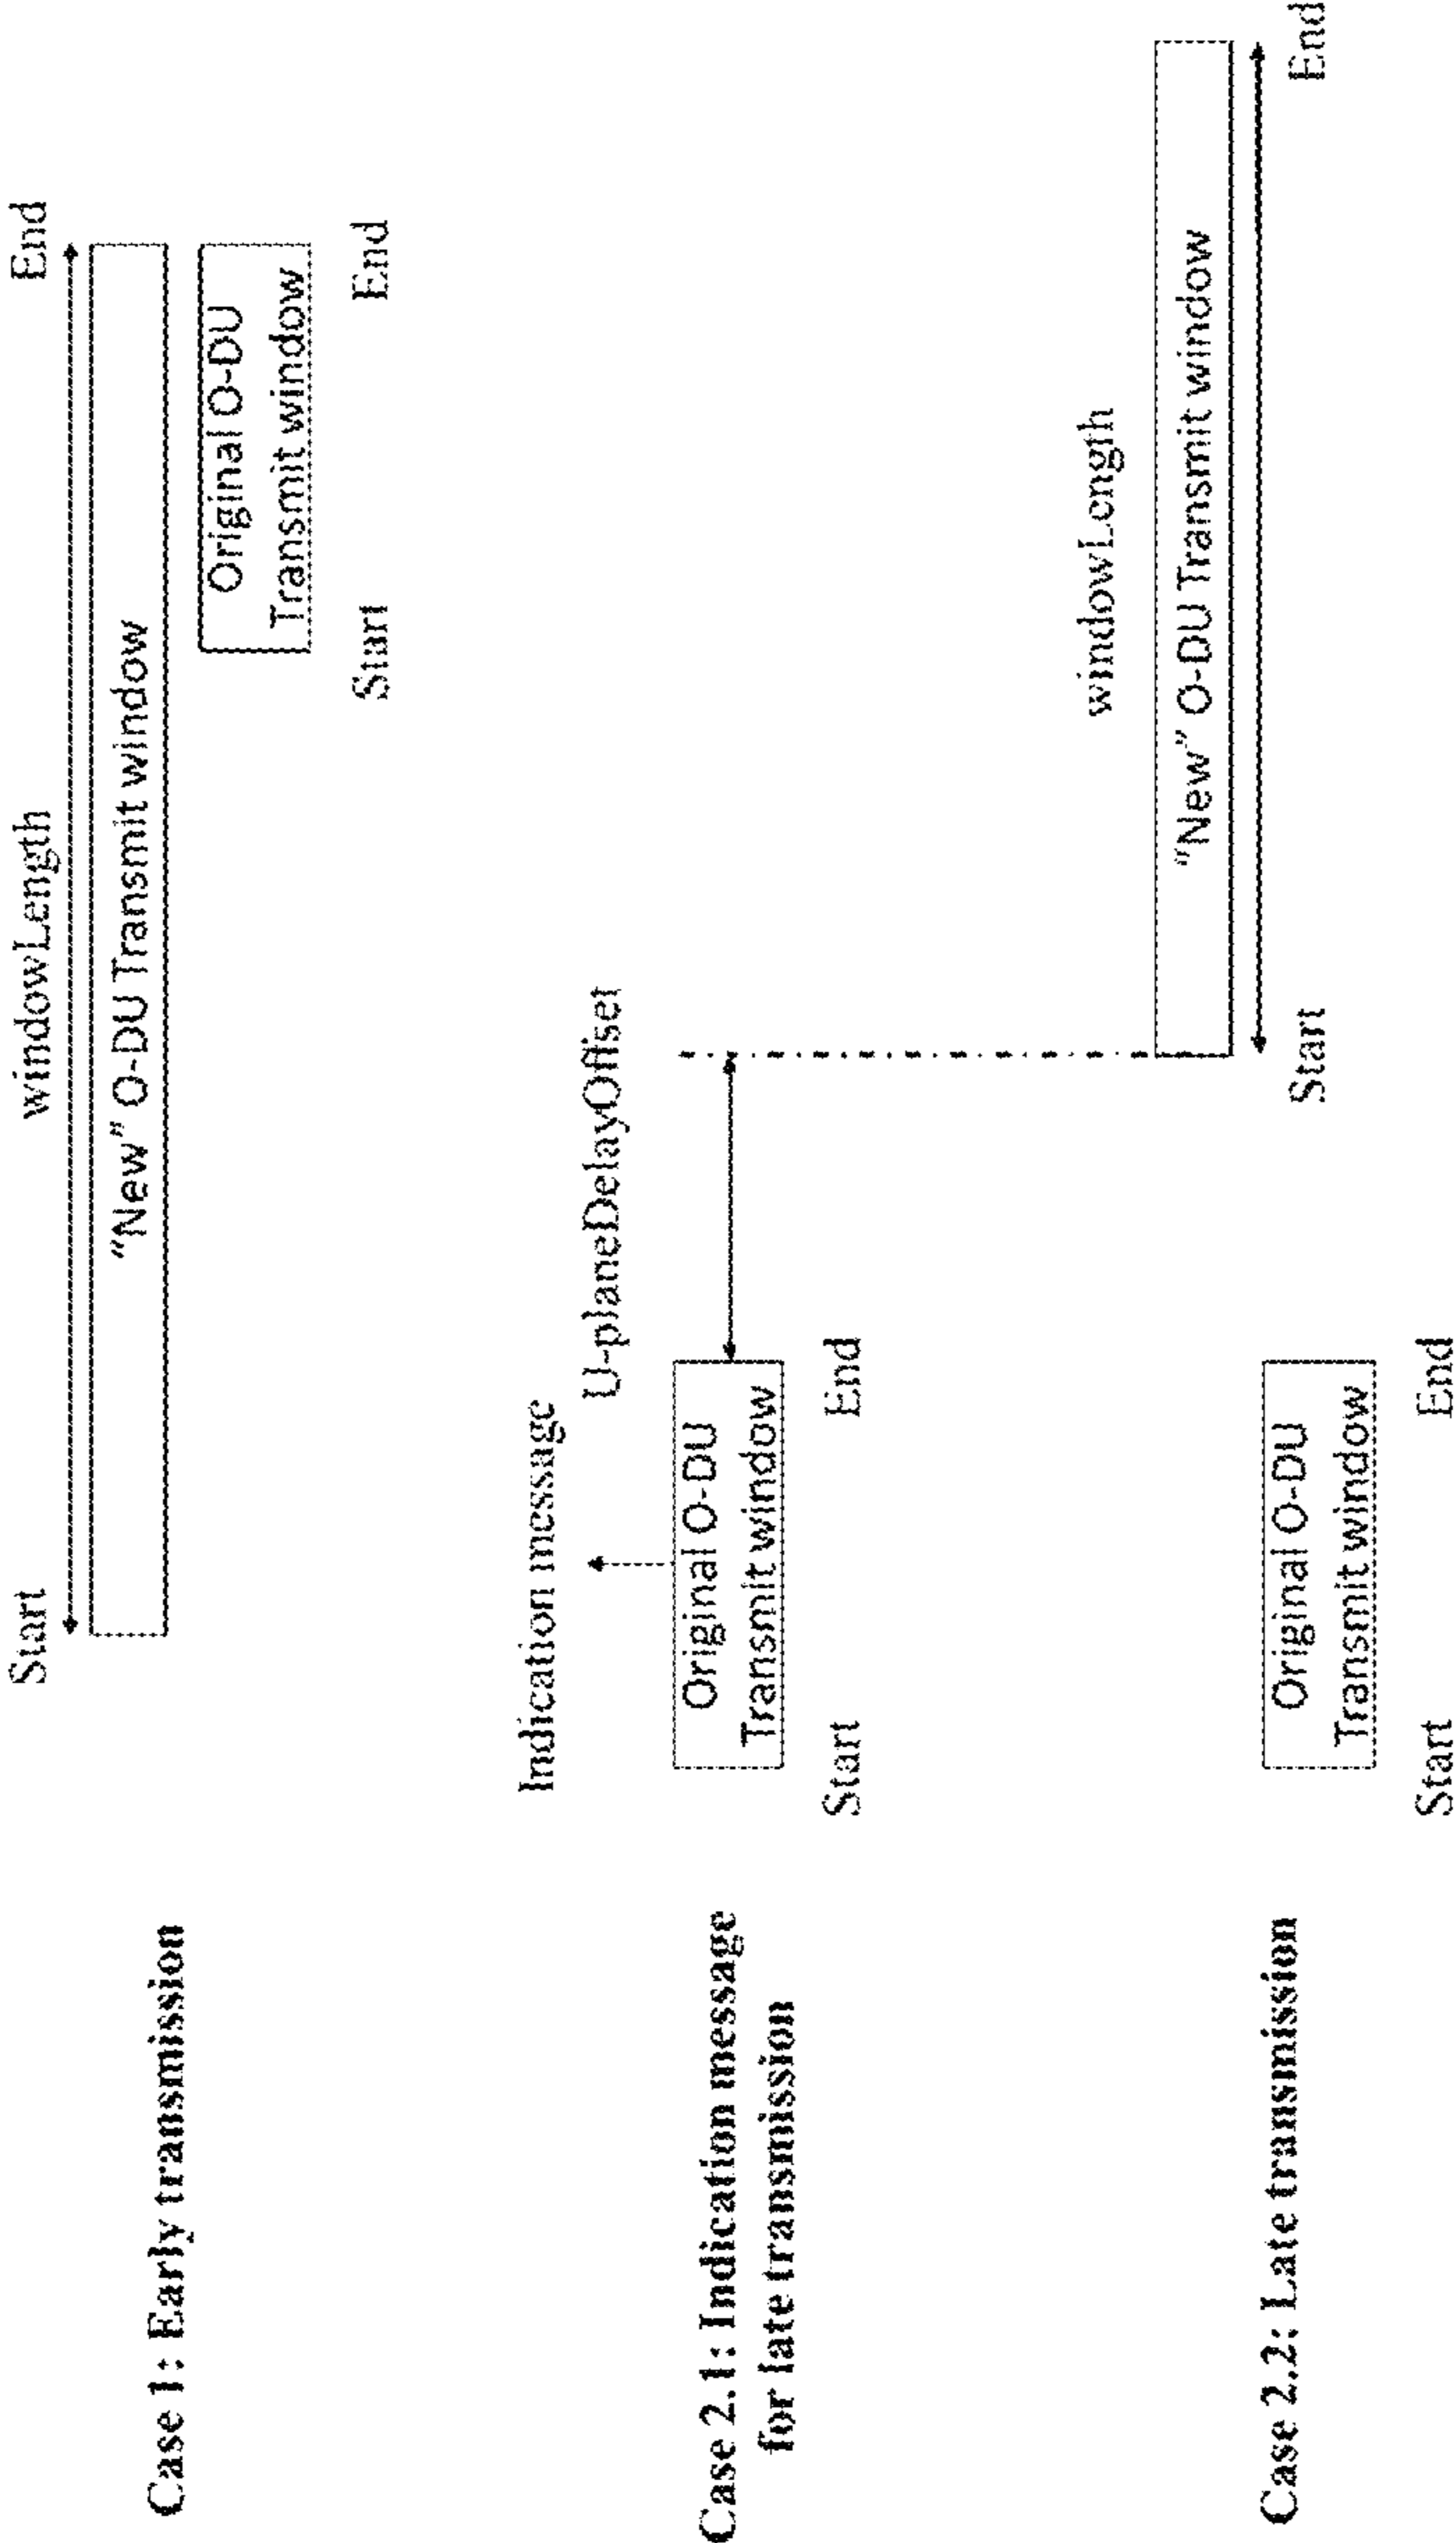 Case 1: Early transmission
Start
windowLength
End
"New" O-DU Transmit window
Original O-DU
Transmit window
Start
End
Case 2.1: Indication message
for late transmission
Indication message
U-planeDelayOffset
Original O-DU
Transmit window
Start
End
Case 2.2: Late transmission
windowLength
"New" O-DU Transmit window
Start
End
Original O-DU
Transmit window
Start
End